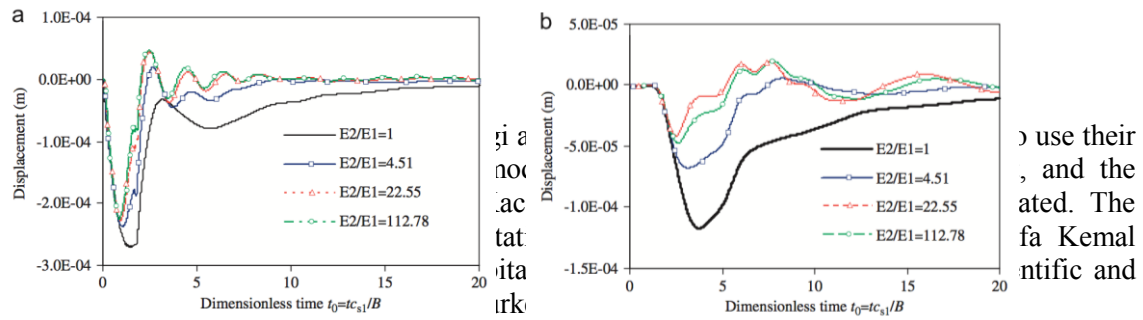 a
b
1.0E-04
0.0E+00
-1.0E-04
-2.0E-04
-3.0E-04
Displacement (m)
0 5 10 15 20
Dimensionless time t₀=tcₛ₁/B
E2/E1=1
E2/E1=4.51
E2/E1=22.55
E2/E1=112.78
5.0E-05
0.0E+00
-5.0E-05
-1.0E-04
-1.5E-04
Displacement (m)
0 5 10 15 20
Dimensionless time t₀=tcₛ₁/B
E2/E1=1
E2/E1=4.51
E2/E1=22.55
E2/E1=112.78
use their
, and the
ated. The
fa Kemal
entific and